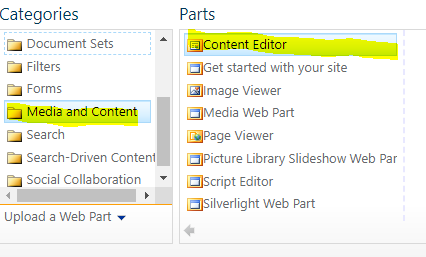 Categories
Document Sets
Filters
Forms
Media and Content
Search
Search-Driven Content
Social Collaboration
Upload a Web Part
Parts
Content Editor
Get started with your site
Image Viewer
Media Web Part
Page Viewer
Picture Library Slideshow Web Par
Script Editor
Silverlight Web Part